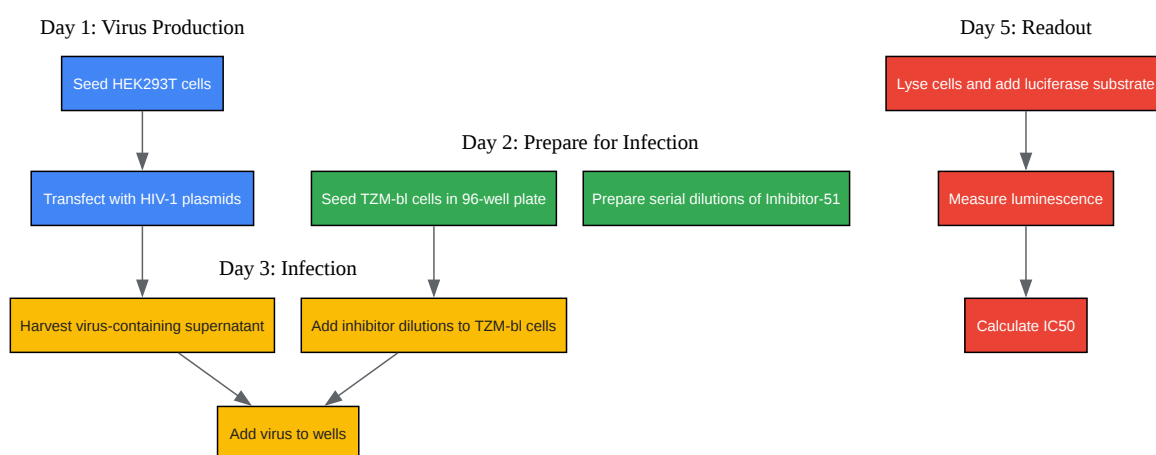 Day 1: Virus Production
Seed HEK293T cells
Transfect with HIV-1 plasmids
Day 2: Prepare for Infection
Seed TZM-bl cells in 96-well plate
Prepare serial dilutions of Inhibitor-51
Day 3: Infection
Harvest virus-containing supernatant
Add inhibitor dilutions to TZM-bl cells
Add virus to wells
Day 5: Readout
Lyse cells and add luciferase substrate
Measure luminescence
Calculate IC50